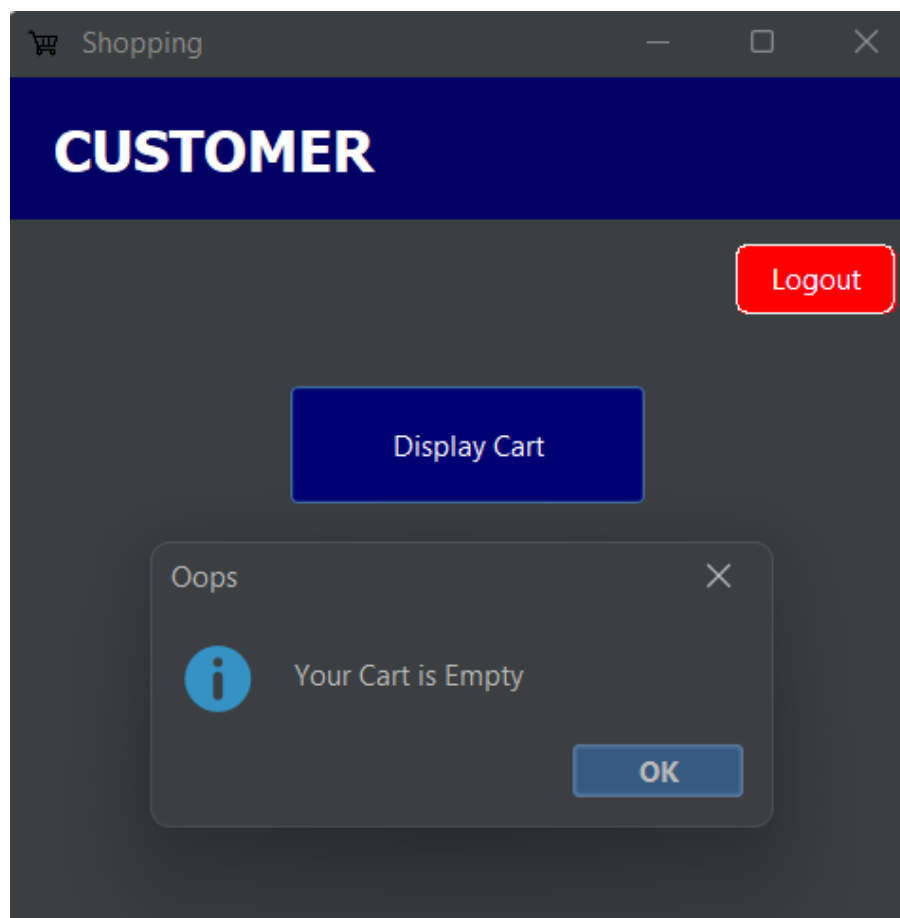 Shopping
CUSTOMER
Logout
Display Cart
Oops
Your Cart is Empty
OK